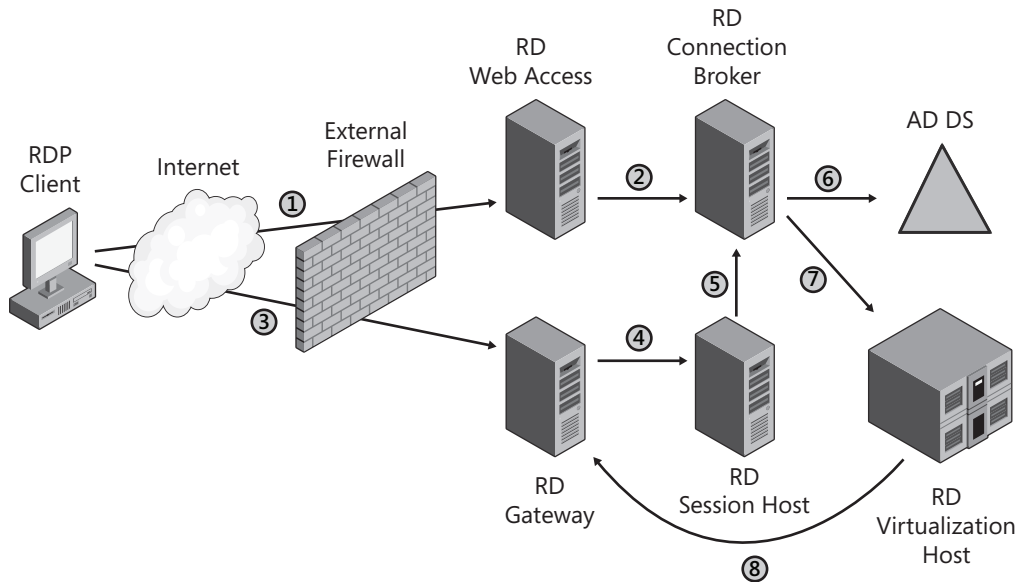 RD
Web Access
RD
Connection
Broker
AD DS
External
Firewall
RDP
Client
Internet
1
2
6
3
4
5
7
RD
Gateway
RD
Session Host
RD
Virtualization
Host
8